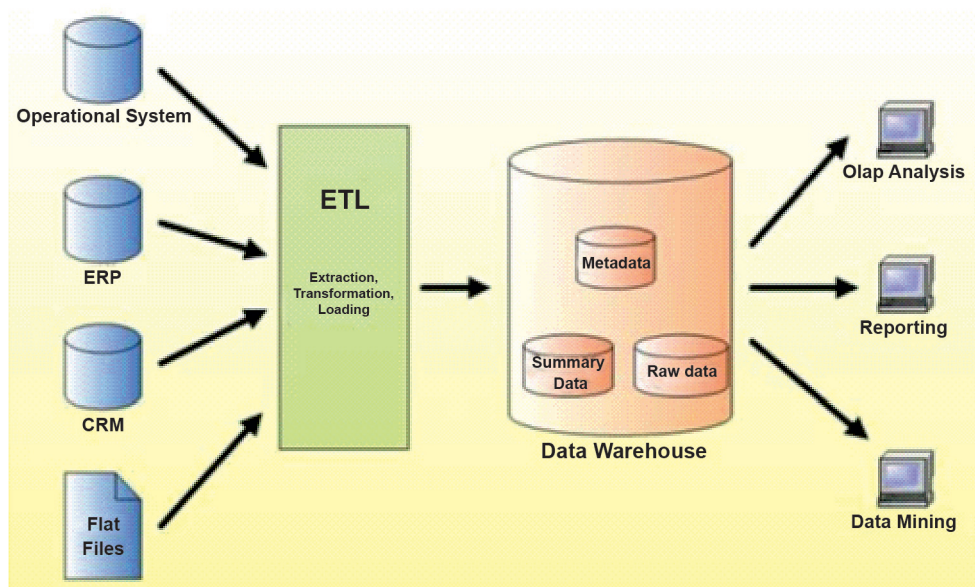 Operational System
ERP
CRM
Flat
Files
ETL
Extraction,
Transformation,
Loading
Metadata
Summary
Data
Raw data
Data Warehouse
Olap Analysis
Reporting
Data Mining